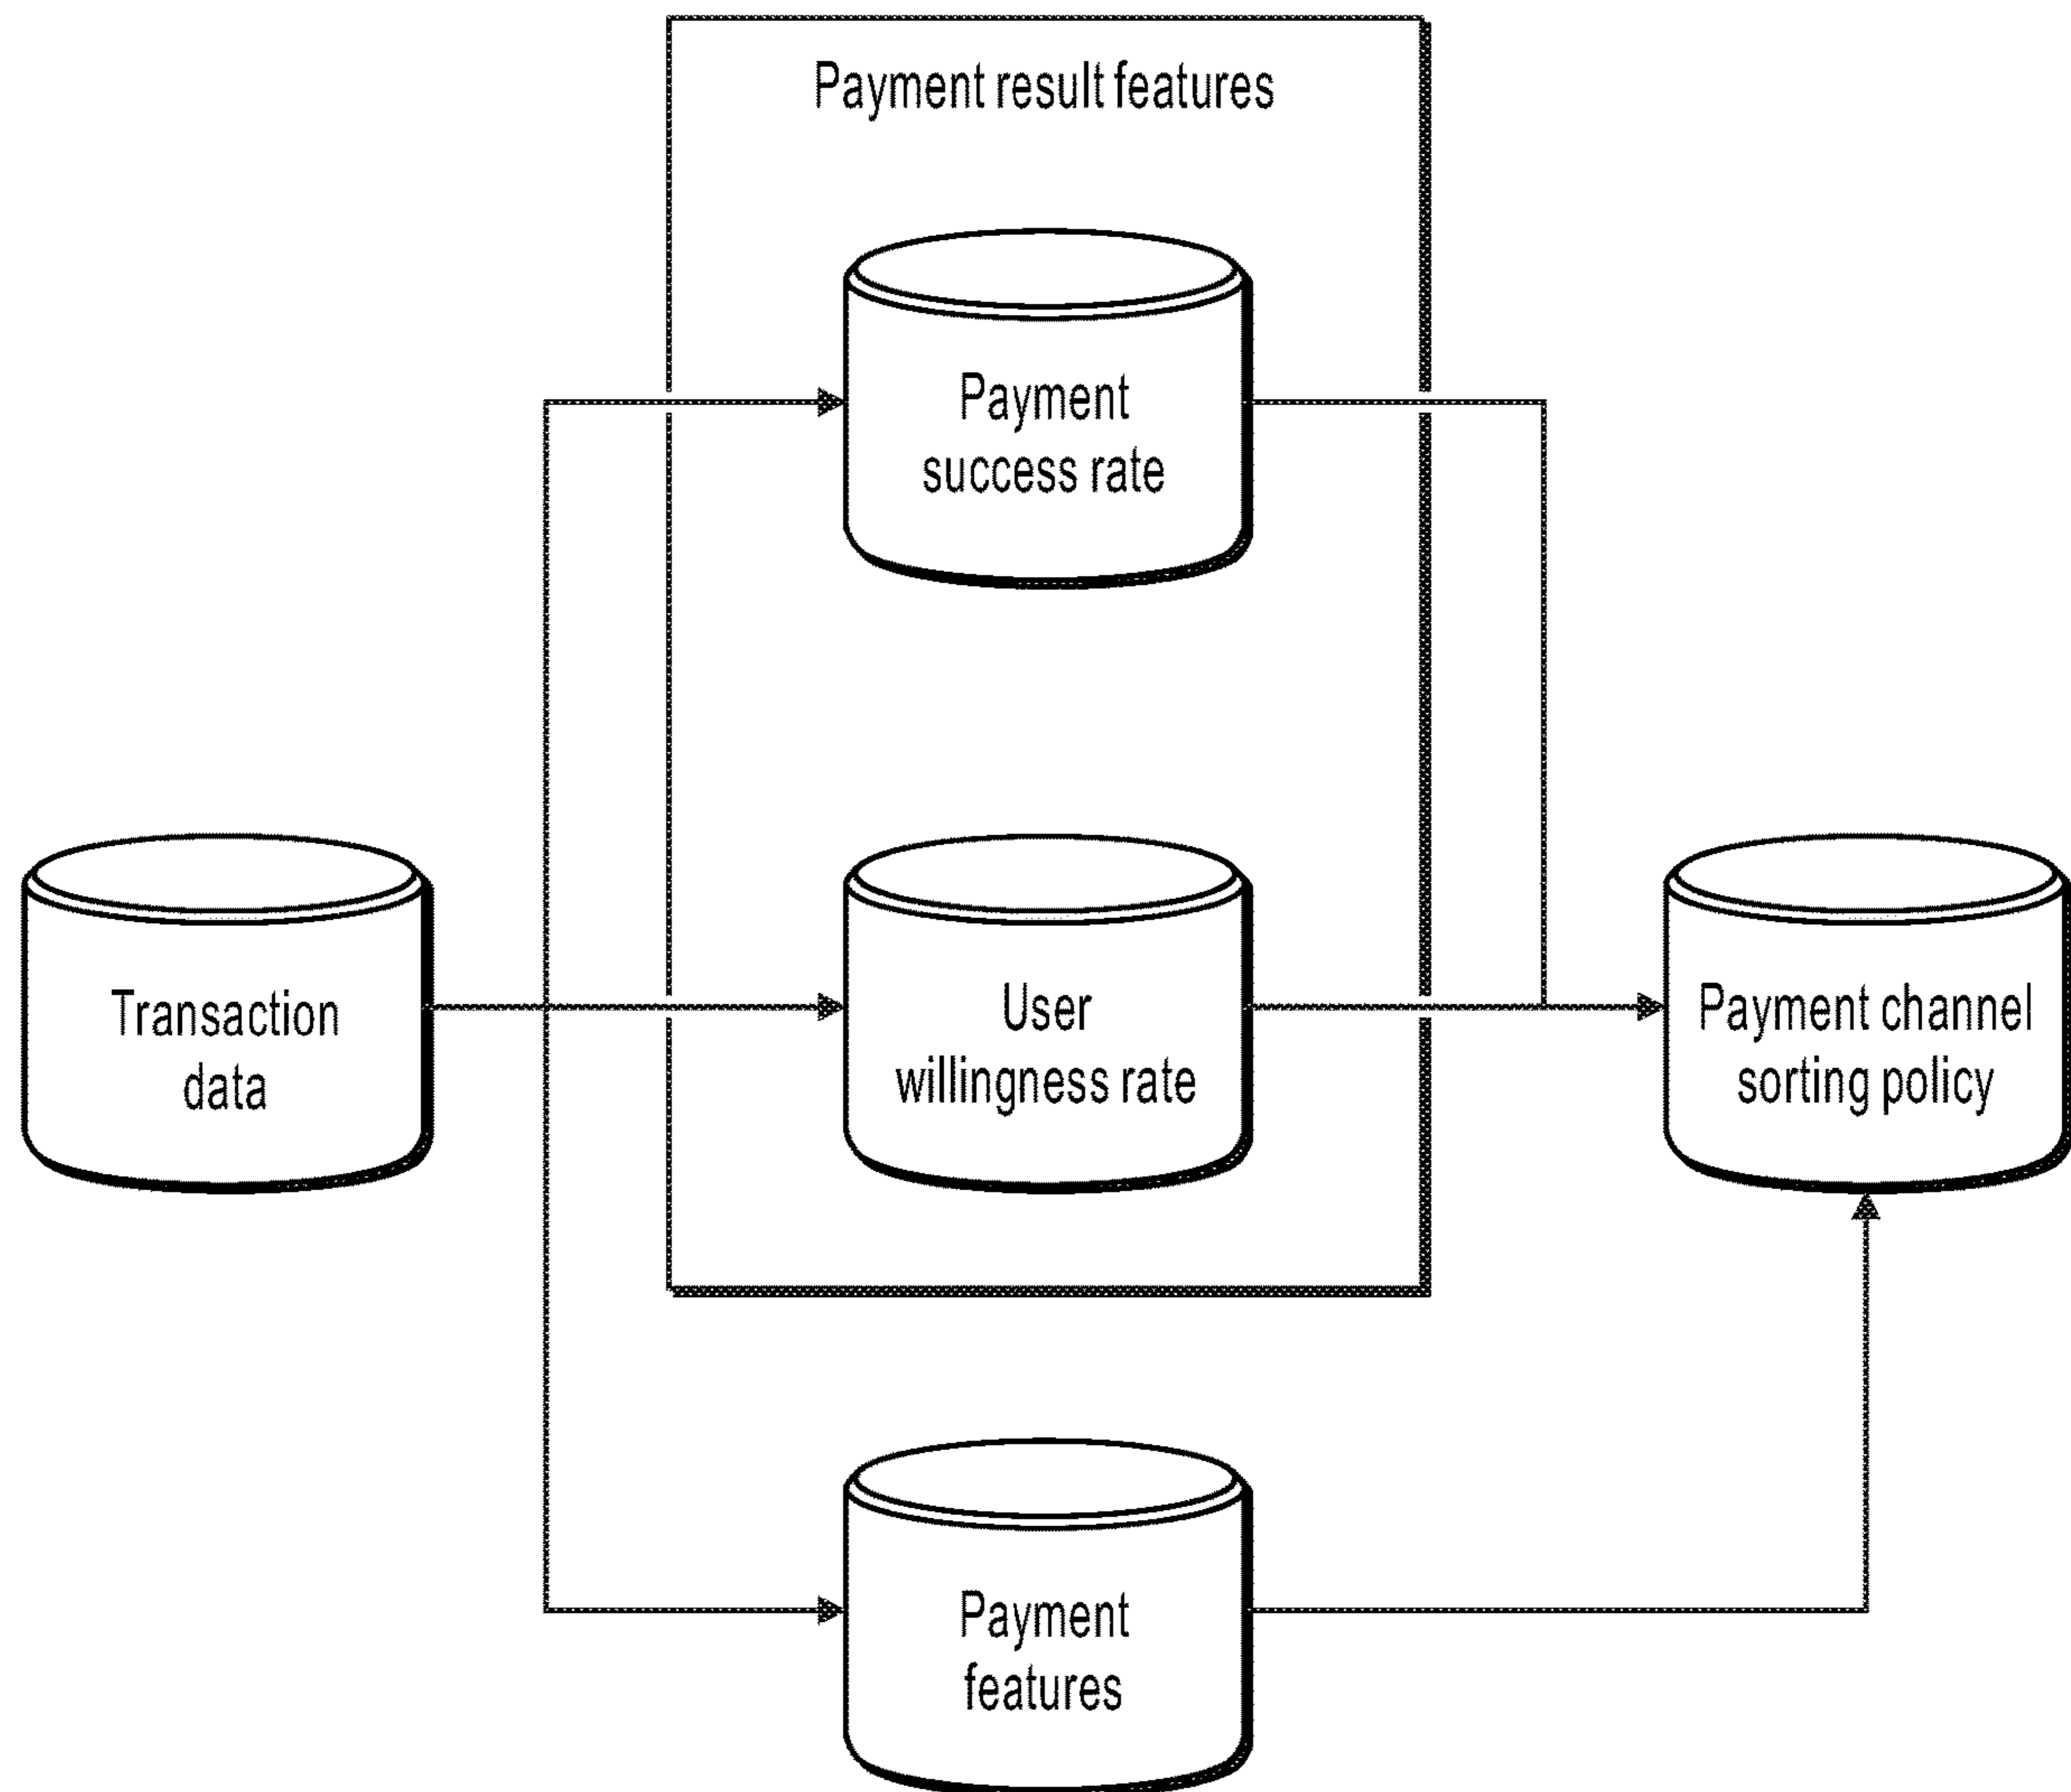 Payment result features
Payment
success rate
Transaction
data
User
willingness rate
Payment channel
sorting policy
Payment
features